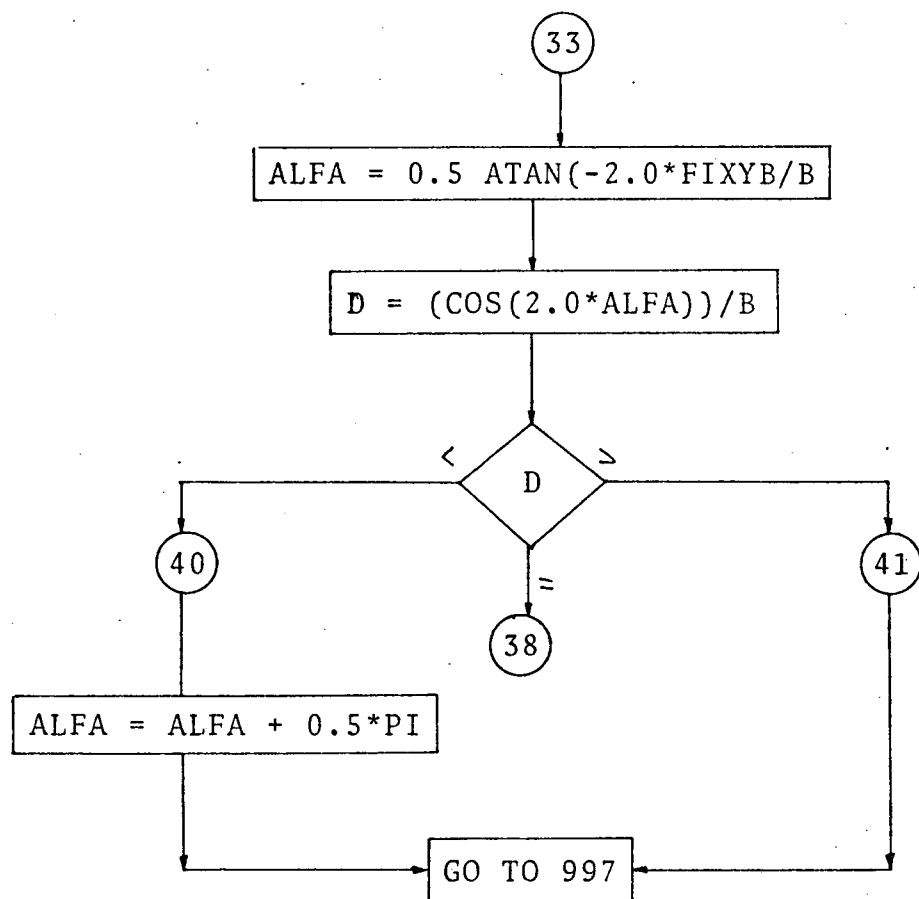 33
ALFA = 0.5 ATAN(-2.0*FIXYB/B
D = (COS(2.0*ALFA))/B
< D >
40
=
41
38
ALFA = ALFA + 0.5*PI
GO TO 997